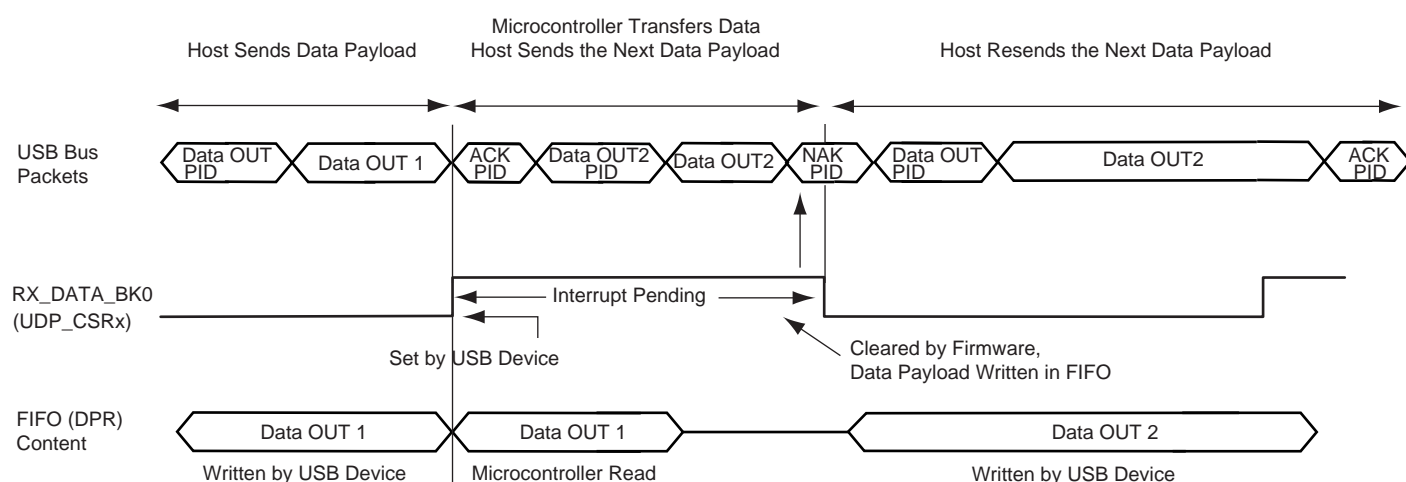 Microcontroller Transfers Data
Host Sends Data Payload
Host Sends the Next Data Payload
Host Resends the Next Data Payload
USB Bus
Packets
Data OUT
PID
Data OUT 1
ACK
PID
Data OUT2
PID
Data OUT2
NAK
PID
Data OUT
PID
Data OUT2
ACK
PID
RX_DATA_BK0
(UDP_CSRx)
Interrupt Pending
Set by USB Device
Cleared by Firmware,
Data Payload Written in FIFO
FIFO (DPR)
Content
Data OUT 1
Data OUT 1
Data OUT 2
Written by USB Device
Microcontroller Read
Written by USB Device